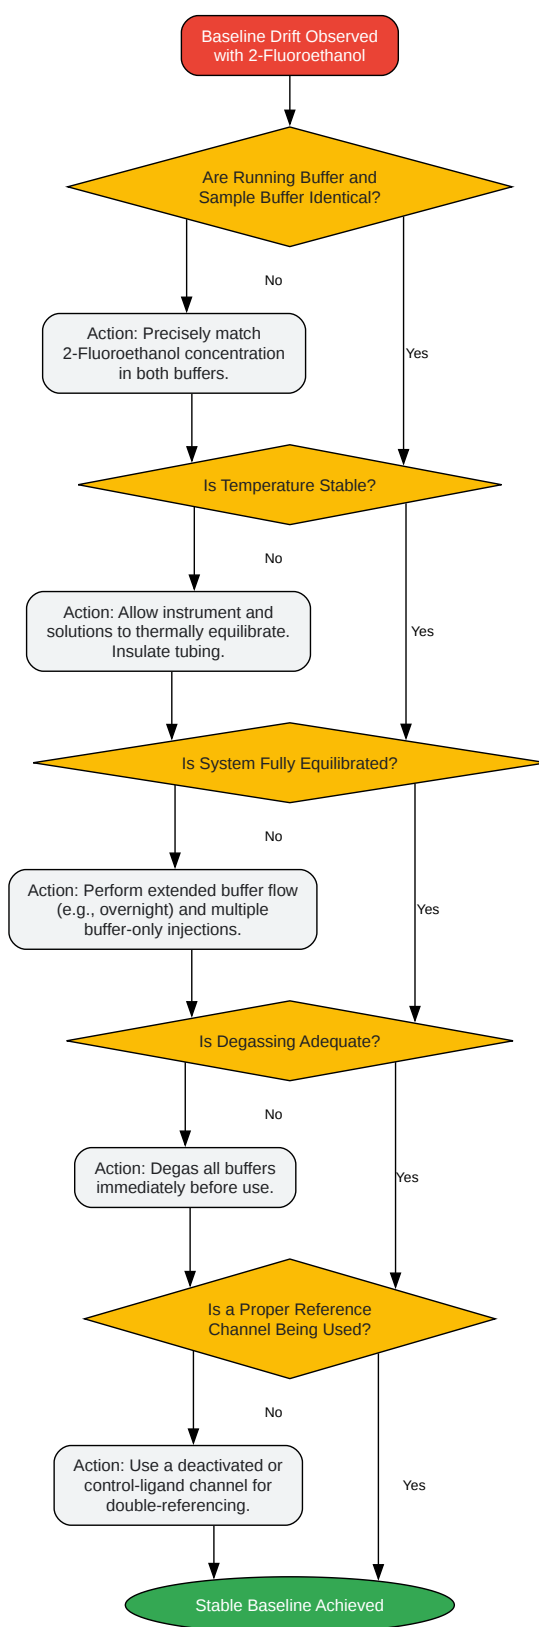 Baseline Drift Observed
with 2-Fluoroethanol
Are Running Buffer and
Sample Buffer Identical?
No
Action: Precisely match
2-Fluoroethanol concentration
in both buffers.
Yes
Is Temperature Stable?
No
Action: Allow instrument and
solutions to thermally equilibrate.
Insulate tubing.
Yes
Is System Fully Equilibrated?
No
Action: Perform extended buffer flow
(e.g., overnight) and multiple
buffer-only injections.
Yes
Is Degassing Adequate?
No
Action: Degas all buffers
immediately before use.
Yes
Is a Proper Reference
Channel Being Used?
No
Action: Use a deactivated or
control-ligand channel for
double-referencing.
Yes
Stable Baseline Achieved